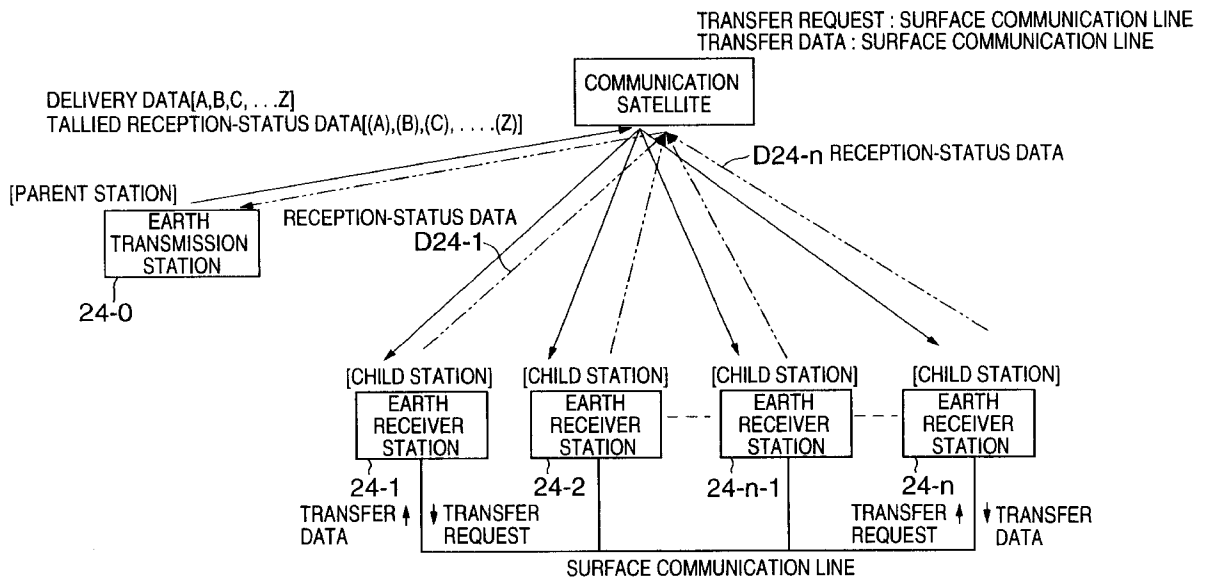 TRANSFER REQUEST : SURFACE COMMUNICATION LINE
TRANSFER DATA : SURFACE COMMUNICATION LINE
COMMUNICATION
SATELLITE
DELIVERY DATA[A,B,C, . . .Z]
TALLIED RECEPTION-STATUS DATA[(A),(B),(C), . . . .(Z)]
D24-n RECEPTION-STATUS DATA
[PARENT STATION]
EARTH
TRANSMISSION
STATION
24-0
RECEPTION-STATUS DATA
D24-1
[CHILD STATION]
EARTH
RECEIVER
STATION
24-1
[CHILD STATION]
EARTH
RECEIVER
STATION
24-2
[CHILD STATION]
EARTH
RECEIVER
STATION
24-n-1
[CHILD STATION]
EARTH
RECEIVER
STATION
24-n
TRANSFER
DATA
TRANSFER
REQUEST
TRANSFER
REQUEST
TRANSFER
DATA
SURFACE COMMUNICATION LINE